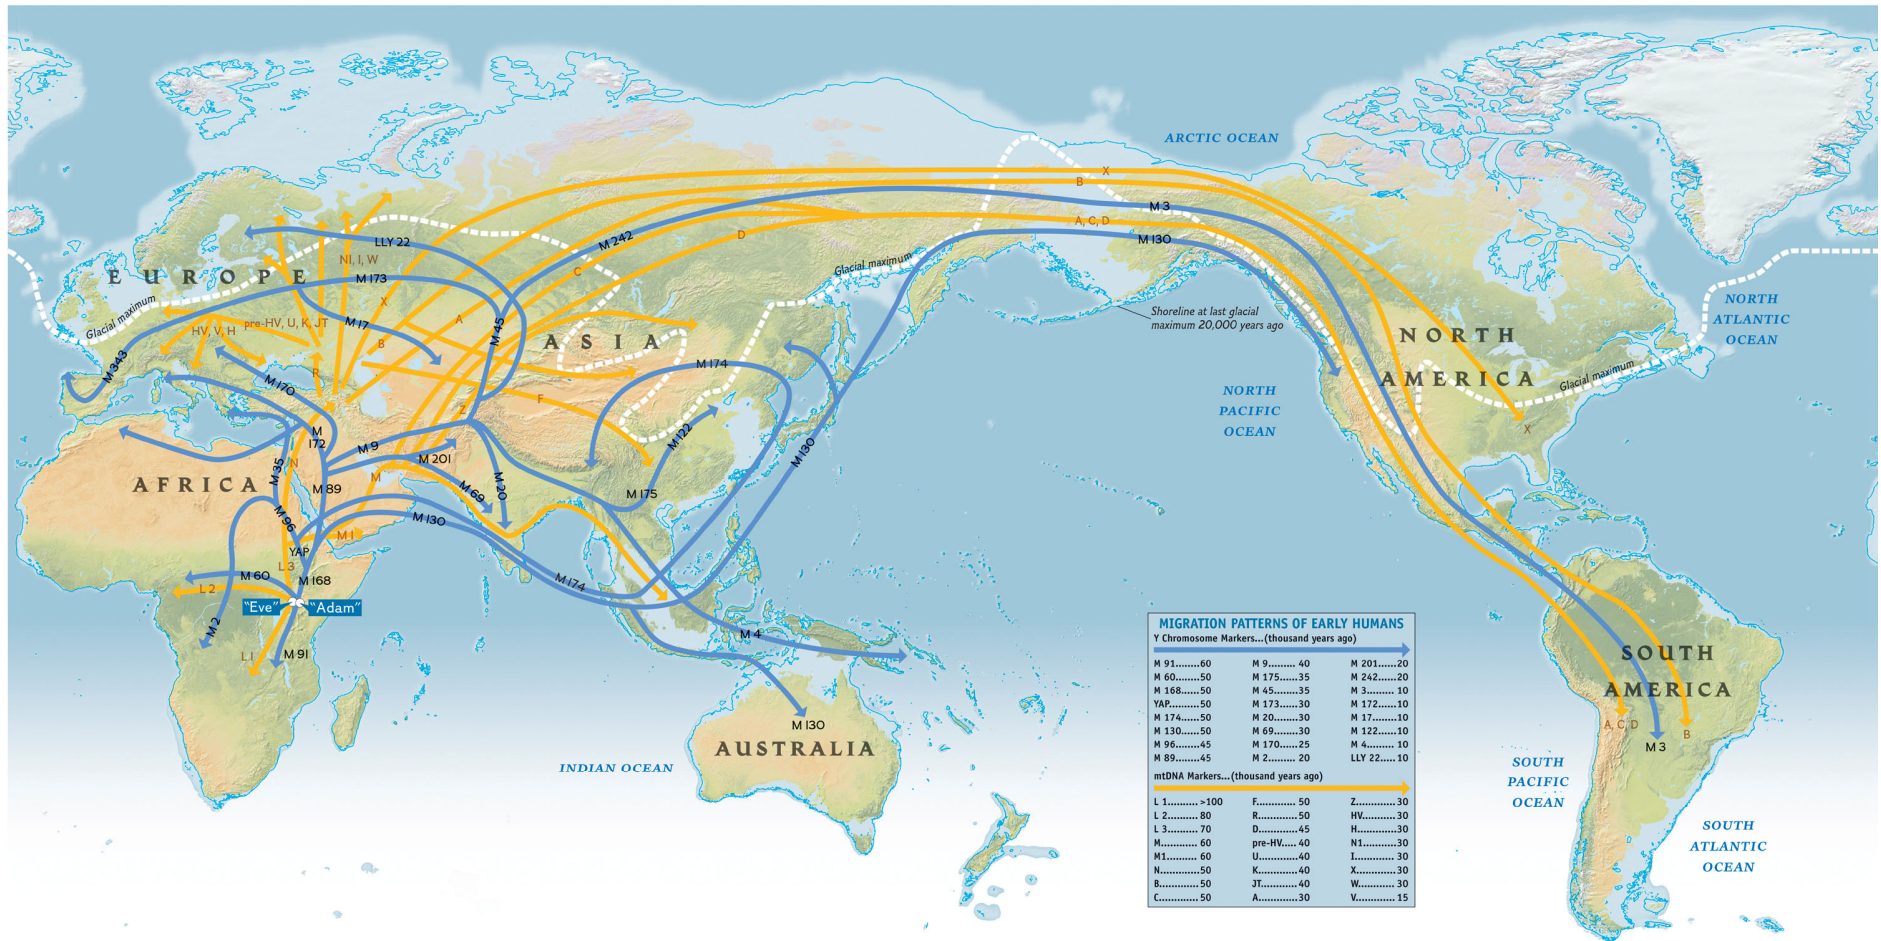 ARCTIC OCEAN
X
B
M 3
A, C, D
M 130
M 242
D
C
LLY 22
NI, I, W
M 173
EUROPE
Glacial maximum
Glacial maximum
Shoreline at last glacial
maximum 20,000 years ago
NORTH
ATLANTIC
OCEAN
NORTH
AMERICA
Glacial maximum
X
NORTH
PACIFIC
OCEAN
HV, V, H
pre-HV, U, K, JT
X
M 17
A
B
M 45
ASIA
M 343
M 170
R
M 174
F
Z
M
172
M 9
M 201
M 122
M 130
AFRICA
M 35
N
M 89
M
M 69
M 20
M 175
M 96
M 130
M 1
YAP
L 3
M 168
M 60
L 2
"Eve"
"Adam"
M 174
M 2
L 1
M 91
M 4
M 130
AUSTRALIA
INDIAN OCEAN
SOUTH
AMERICA
A, C, D
B
M 3
SOUTH
PACIFIC
OCEAN
SOUTH
ATLANTIC
OCEAN
MIGRATION PATTERNS OF EARLY HUMANS
Y Chromosome Markers...(thousand years ago)
M 91........60 M 9......... 40 M 201......20
M 60........50 M 175......35 M 242......20
M 168......50 M 45........35 M 3......... 10
YAP..........50 M 173......30 M 172......10
M 174......50 M 20........30 M 17........10
M 130......50 M 69........30 M 122......10
M 96........45 M 170......25 M 4......... 10
M 89........45 M 2......... 20 LLY 22..... 10
mtDNA Markers...(thousand years ago)
L 1.......... >100 F............. 50 Z.............30
L 2.......... 80 R............. 50 HV...........30
L 3.......... 70 D............. 45 H.............30
M............ 60 pre-HV..... 40 N1...........30
M1.......... 60 U.............40 I............. 30
N.............50 K............. 40 X.............30
B.............50 JT............40 W............ 30
C.............50 A.............30 V............. 15